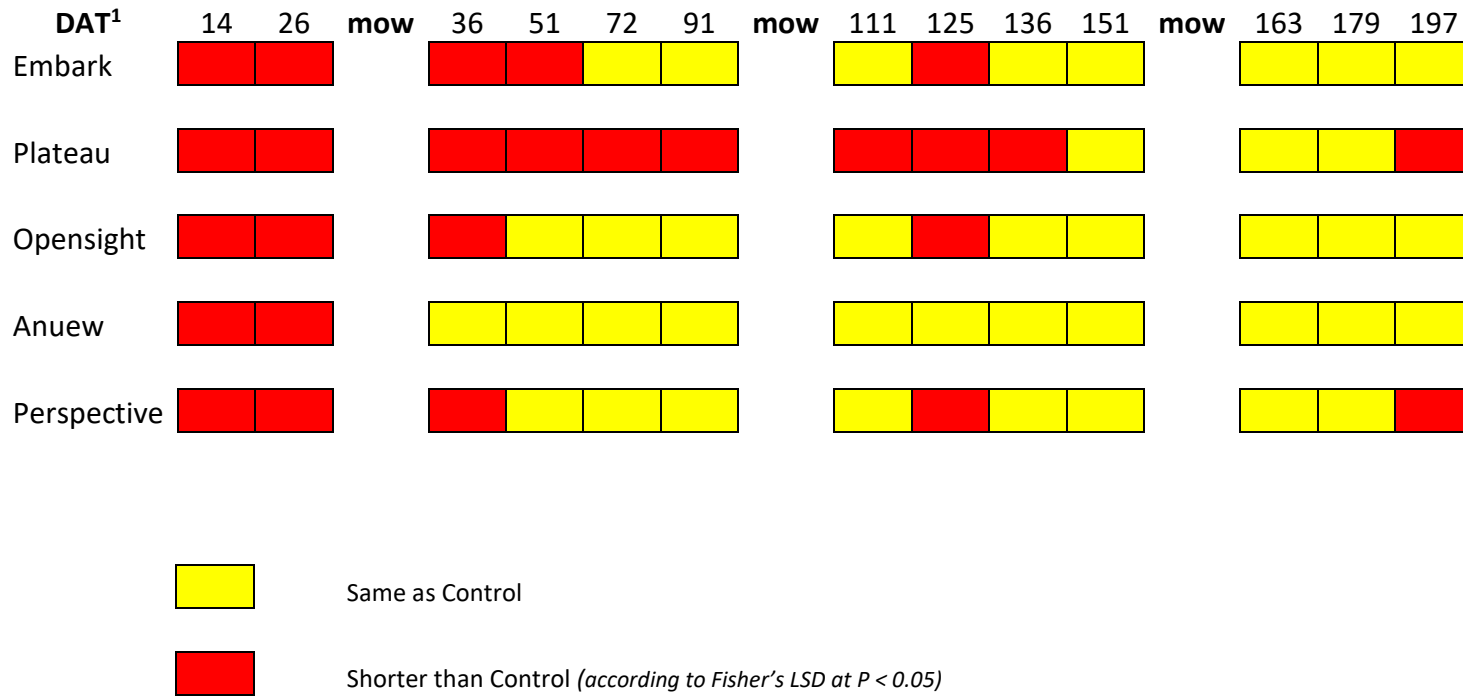 DAT¹ 14 26 mow 36 51 72 91 mow 111 125 136 151 mow 163 179 197
Embark
Plateau
Opensight
Anuew
Perspective
Same as Control
Shorter than Control (according to Fisher’s LSD at P < 0.05)